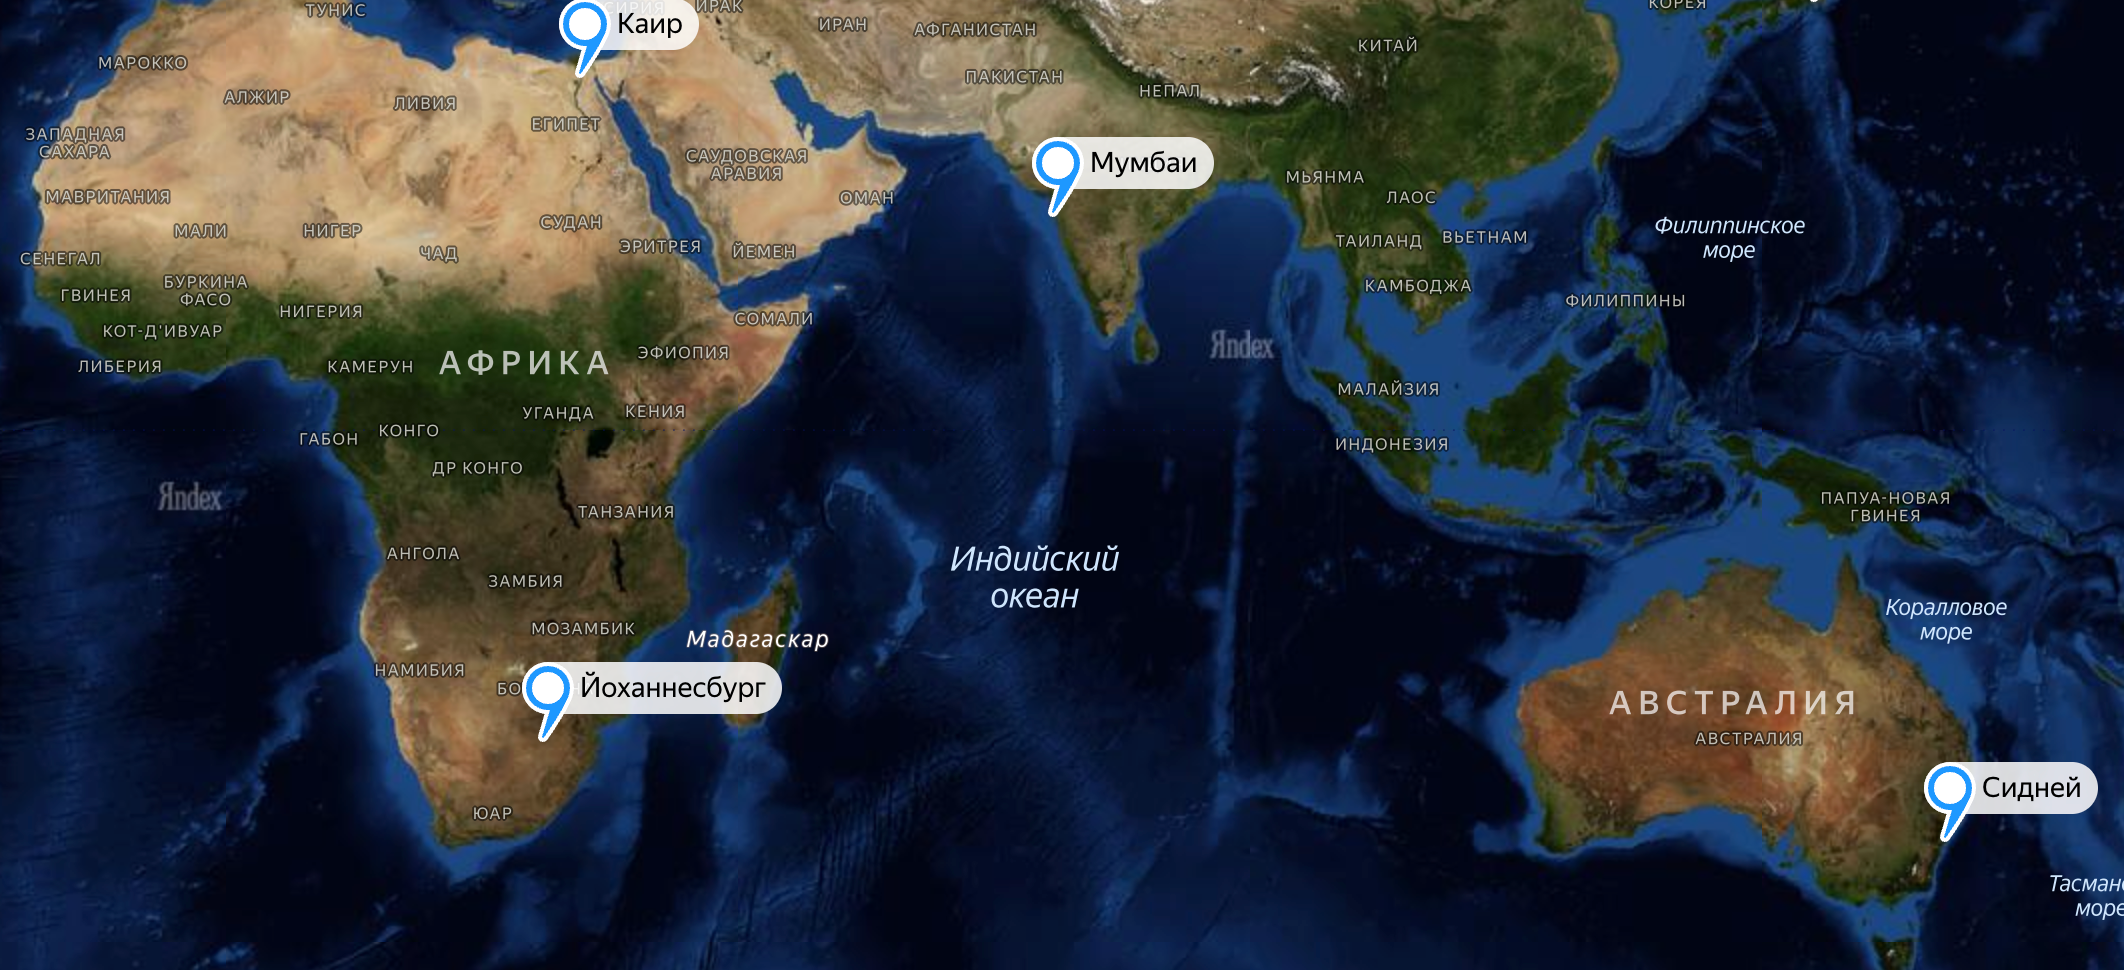 ТУНИС
СИРИЯ
ИРАК
КОРЕЯ
Каир
ИРАН
АФГАНИСТАН
КИТАЙ
МАРОККО
ПАКИСТАН
НЕПАЛ
АЛЖИР
ЛИВИЯ
ЕГИПЕТ
ЗАПАДНАЯ
САХАРА
САУДОВСКАЯ
АРАВИЯ
Мумбаи
МЬЯНМА
ЛАОС
МАВРИТАНИЯ
ОМАН
МАЛИ
НИГЕР
СУДАН
ЧАД
ЭРИТРЕЯ
ЙЕМЕН
ТАИЛАНД
ВЬЕТНАМ
Филиппинское
море
СЕНЕГАЛ
ГВИНЕЯ
БУРКИНА
ФАСО
НИГЕРИЯ
КАМБОДЖА
ФИЛИППИНЫ
КОТ-Д'ИВУАР
СОМАЛИ
ЛИБЕРИЯ
КАМЕРУН
АФРИКА
ЭФИОПИЯ
Яndex
МАЛАЙЗИЯ
УГАНДА
КЕНИЯ
ГАБОН
КОНГО
ИНДОНЕЗИЯ
ДР КОНГО
Яndex
ТАНЗАНИЯ
ПАПУА-НОВАЯ
ГВИНЕЯ
АНГОЛА
ЗАМБИЯ
Индийский
океан
Коралловое
море
МОЗАМБИК
Мадагаскар
НАМИБИЯ
БО
Йоханнесбург
АВСТРАЛИЯ
АВСТРАЛИЯ
Сидней
ЮАР
Тасман
море